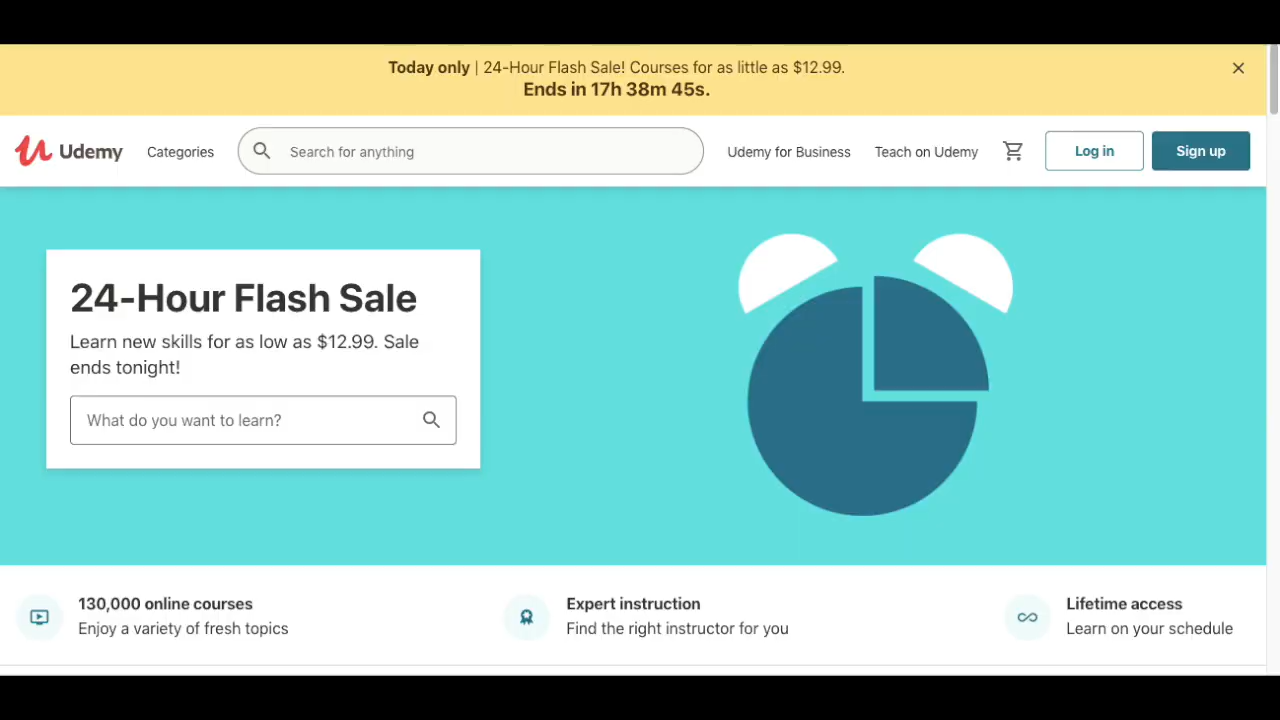 Today only | 24-Hour Flash Sale! Courses for as little as $12.99.
Ends in 17h 38m 45s.
Udemy
Categories
Search for anything
Udemy for Business
Teach on Udemy
Log in
Sign up
24-Hour Flash Sale
Learn new skills for as low as $12.99. Sale
ends tonight!
What do you want to learn?
130,000 online courses
Enjoy a variety of fresh topics
Expert instruction
Find the right instructor for you
Lifetime access
Learn on your schedule